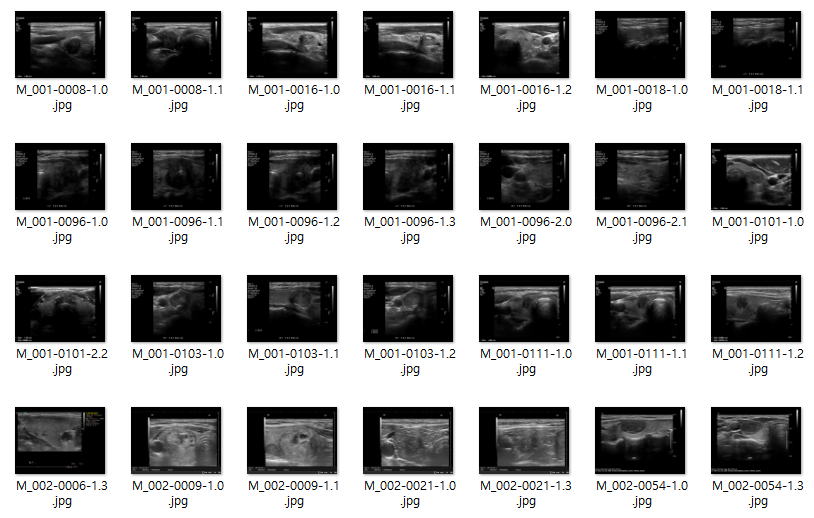 M_001-0008-1.0
.jpg
M_001-0008-1.1
.jpg
M_001-0016-1.0
.jpg
M_001-0016-1.1
.jpg
M_001-0016-1.2
.jpg
M_001-0018-1.0
.jpg
M_001-0018-1.1
.jpg
M_001-0096-1.0
.jpg
M_001-0096-1.1
.jpg
M_001-0096-1.2
.jpg
M_001-0096-1.3
.jpg
M_001-0096-2.0
.jpg
M_001-0096-2.1
.jpg
M_001-0101-1.0
.jpg
M_001-0101-2.2
.jpg
M_001-0103-1.0
.jpg
M_001-0103-1.1
.jpg
M_001-0103-1.2
.jpg
M_001-0111-1.0
.jpg
M_001-0111-1.1
.jpg
M_001-0111-1.2
.jpg
M_002-0006-1.3
.jpg
M_002-0009-1.0
.jpg
M_002-0009-1.1
.jpg
M_002-0021-1.0
.jpg
M_002-0021-1.3
.jpg
M_002-0054-1.0
.jpg
M_002-0054-1.3
.jpg